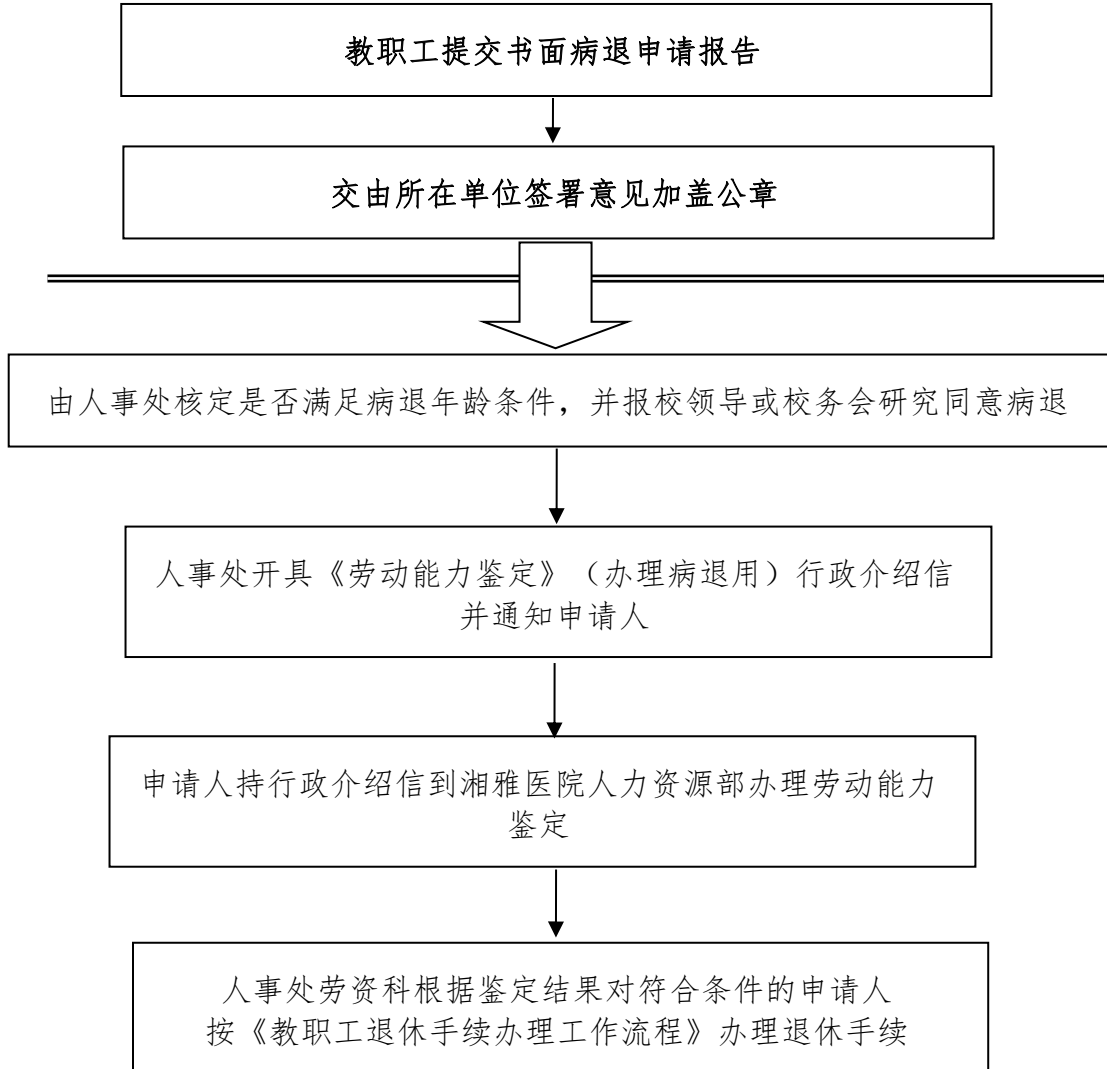 教职工提交书面病退申请报告
交由所在单位签署意见加盖公章
由人事处核定是否满足病退年龄条件，并报校领导或校务会研究同意病退
人事处开具《劳动能力鉴定》（办理病退用）行政介绍信
并通知申请人
申请人持行政介绍信到湘雅医院人力资源部办理劳动能力
鉴定
人事处劳资科根据鉴定结果对符合条件的申请人
按《教职工退休手续办理工作流程》办理退休手续